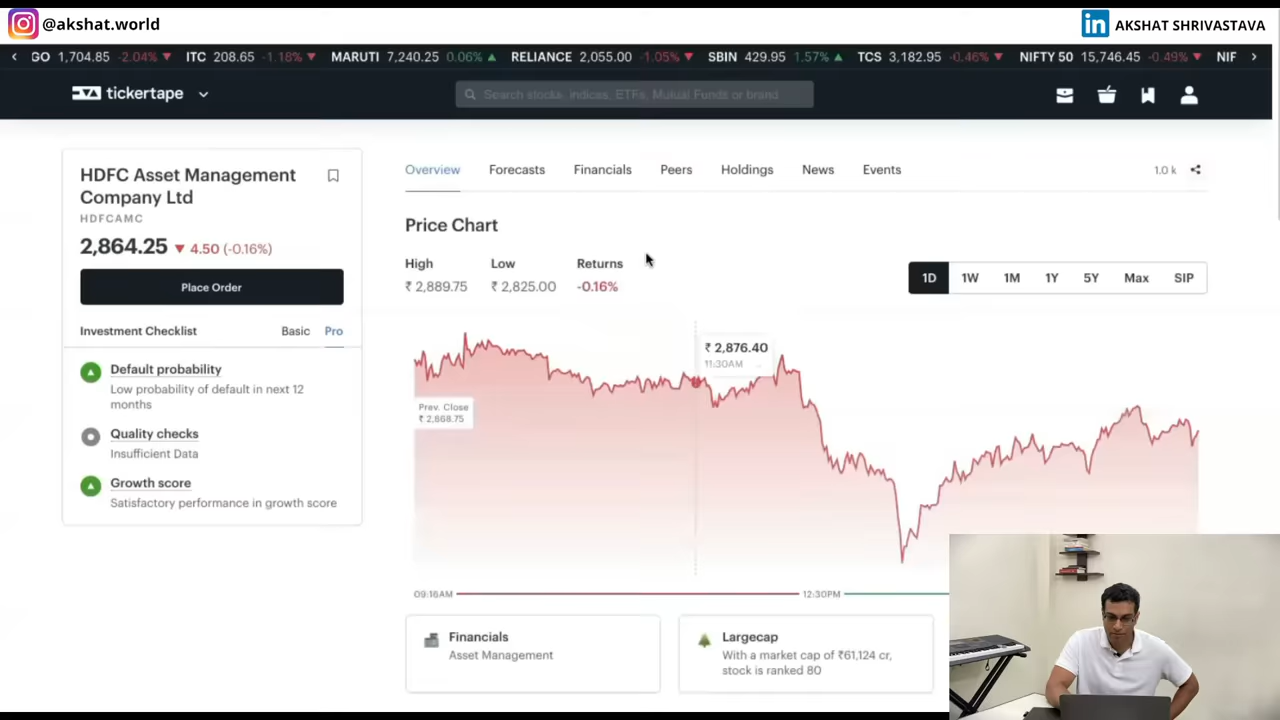 @akshat.world
in AKSHAT SHRIVASTAVA
GO 1,704.85 -2.04% ITC 208.65 -1.18% MARUTI 7,240.25 0.06% RELIANCE 2,055.00 -1.05% SBIN 429.95 1.57% TCS 3,182.95 -0.46% NIFTY 50 15,746.45 -0.49% NIF
tickertape
Search stocks, indices, ETFs, Mutual Funds or brand
HDFC Asset Management
Company Ltd
HDFCAMC
2,864.25 4.50 (-0.16%)
Place Order
Investment Checklist Basic Pro
Default probability
Low probability of default in next 12
months
Quality checks
Insufficient Data
Growth score
Satisfactory performance in growth score
Overview Forecasts Financials Peers Holdings News Events 1.0 k
Price Chart
High Low Returns
₹ 2,889.75 ₹ 2,825.00 -0.16%
1D 1W 1M 1Y 5Y Max SIP
₹ 2,876.40
11:30AM
Prev. Close
₹ 2,868.75
09:16AM 12:30PM
Financials
Asset Management
Largecap
With a market cap of ₹61,124 cr,
stock is ranked 80